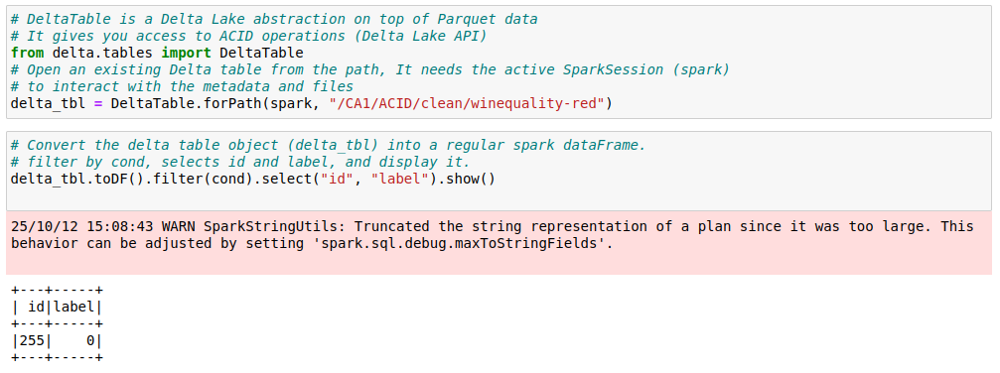 # DeltaTable is a Delta Lake abstraction on top of Parquet data
# It gives you access to ACID operations (Delta Lake API)
from delta.tables import DeltaTable
# Open an existing Delta table from the path, It needs the active SparkSession (spark)
# to interact with the metadata and files
delta_tbl = DeltaTable.forPath(spark, "/CA1/ACID/clean/winequality-red")
# Convert the delta table object (delta_tbl) into a regular spark dataFrame.
# filter by cond, selects id and label, and display it.
delta_tbl.toDF().filter(cond).select("id", "label").show()
25/10/12 15:08:43 WARN SparkStringUtils: Truncated the string representation of a plan since it was too large. This
behavior can be adjusted by setting 'spark.sql.debug.maxToStringFields'.
+---+-----+
| id|label|
+---+-----+
|255|    0|
+---+-----+